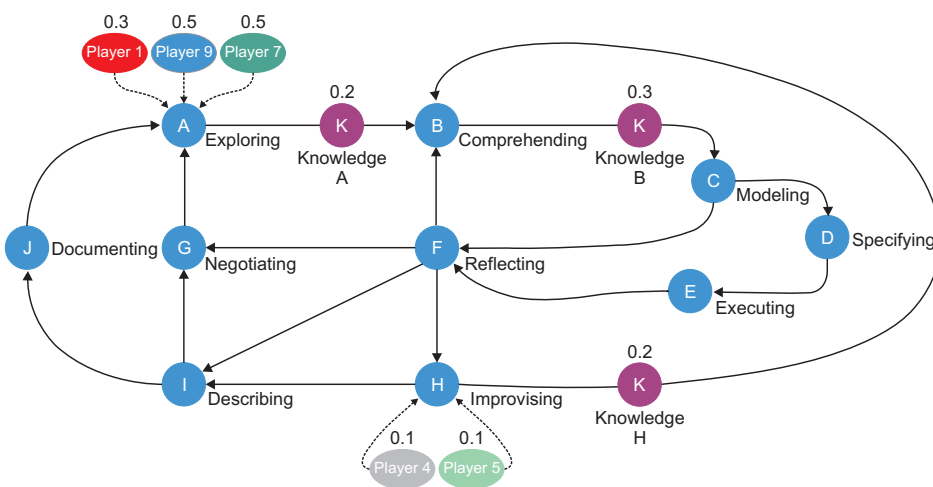 0.3 0.5 0.5
Player 1 Player 9 Player 7
0.2 0.3
A K B K
Exploring Comprehending
Knowledge Knowledge
A B
C
Modeling
J G F D
Documenting Negotiating Reflecting Specifying
E
Executing
0.2
I H K
Describing Improvising
Knowledge
H
0.1 0.1
Player 4 Player 5